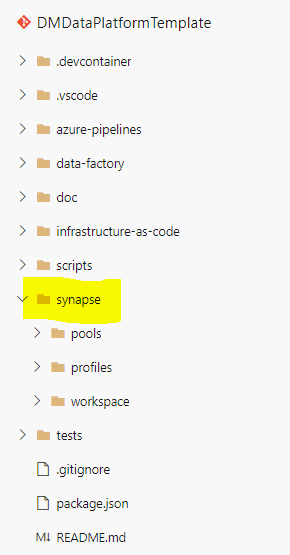 DMDataPlatformTemplate
.devcontainer
.vscode
azure-pipelines
data-factory
doc
infrastructure-as-code
scripts
synapse
pools
profiles
workspace
tests
.gitignore
package.json
M↓ README.md